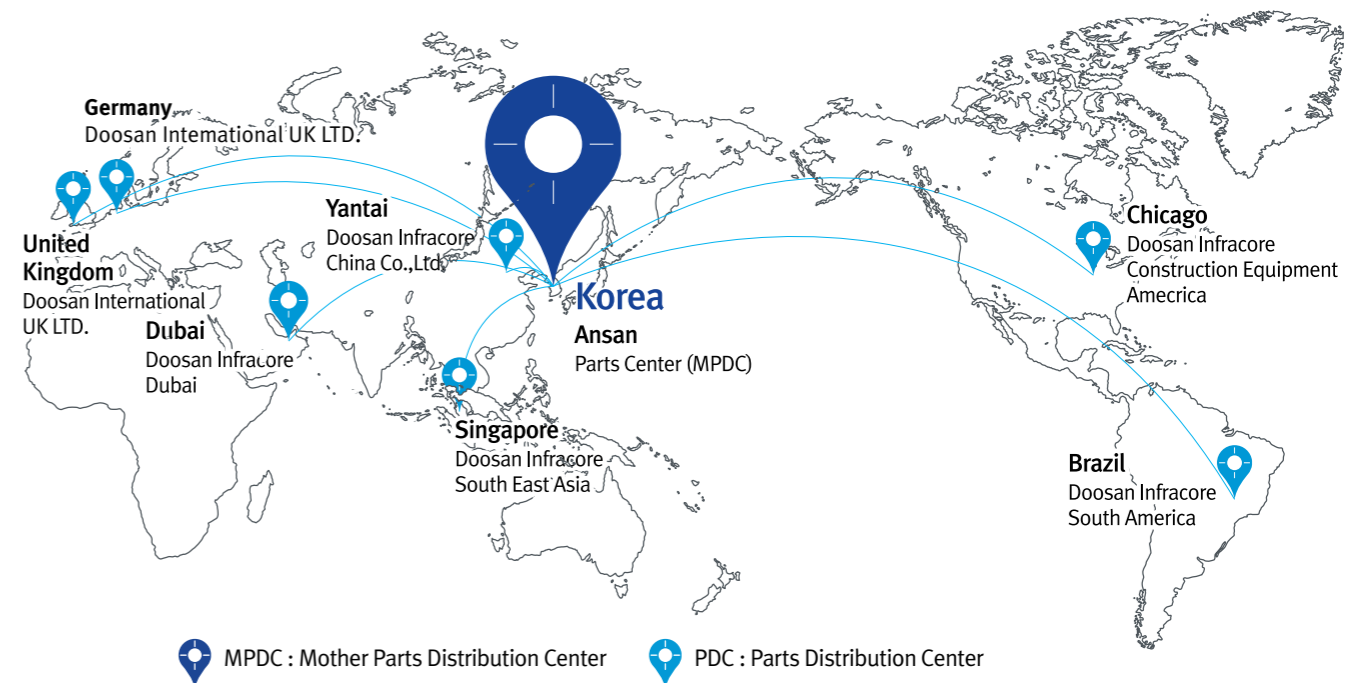 Germany
Doosan Intemational UK LTD.
United
Kingdom
Doosan International
UK LTD.
Yantai
Doosan Infracore
China Co.,Ltd.
Dubai
Doosan Infracore
Dubai
Korea
Ansan
Parts Center (MPDC)
Singapore
Doosan Infracore
South East Asia
Chicago
Doosan Infracore
Construction Equipment
Amecrica
Brazil
Doosan Infracore
South America
MPDC : Mother Parts Distribution Center
PDC : Parts Distribution Center